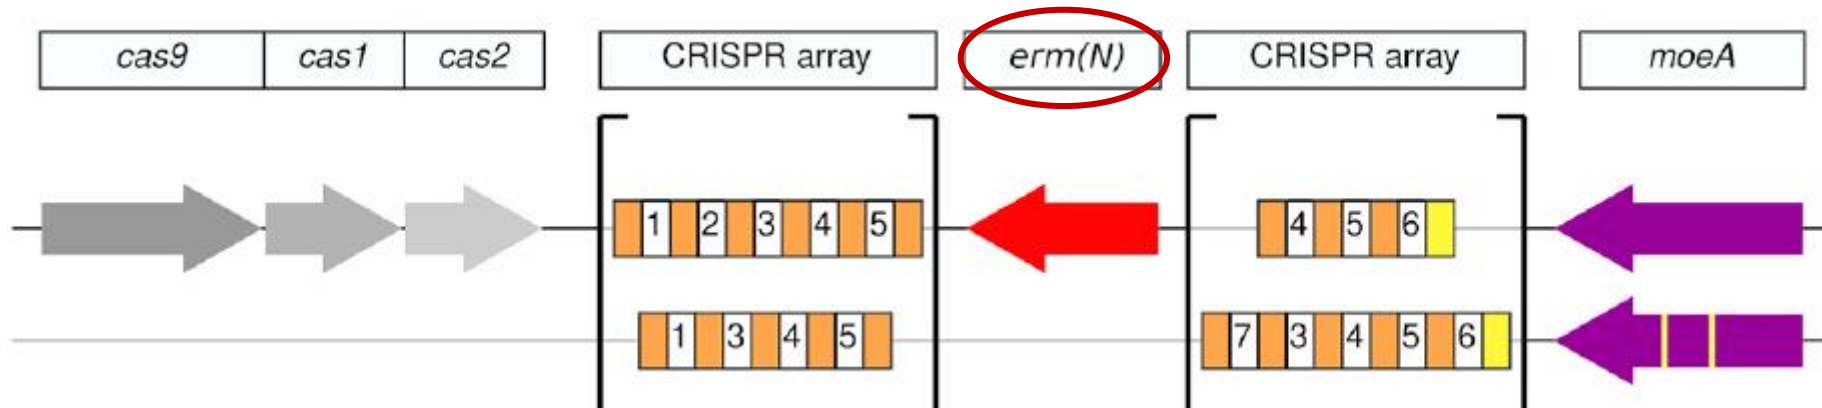 cas9 cas1 cas2 CRISPR array erm(N) CRISPR array moeA
1 2 3 4 5 4 5 6
1 3 4 5 7 3 4 5 6